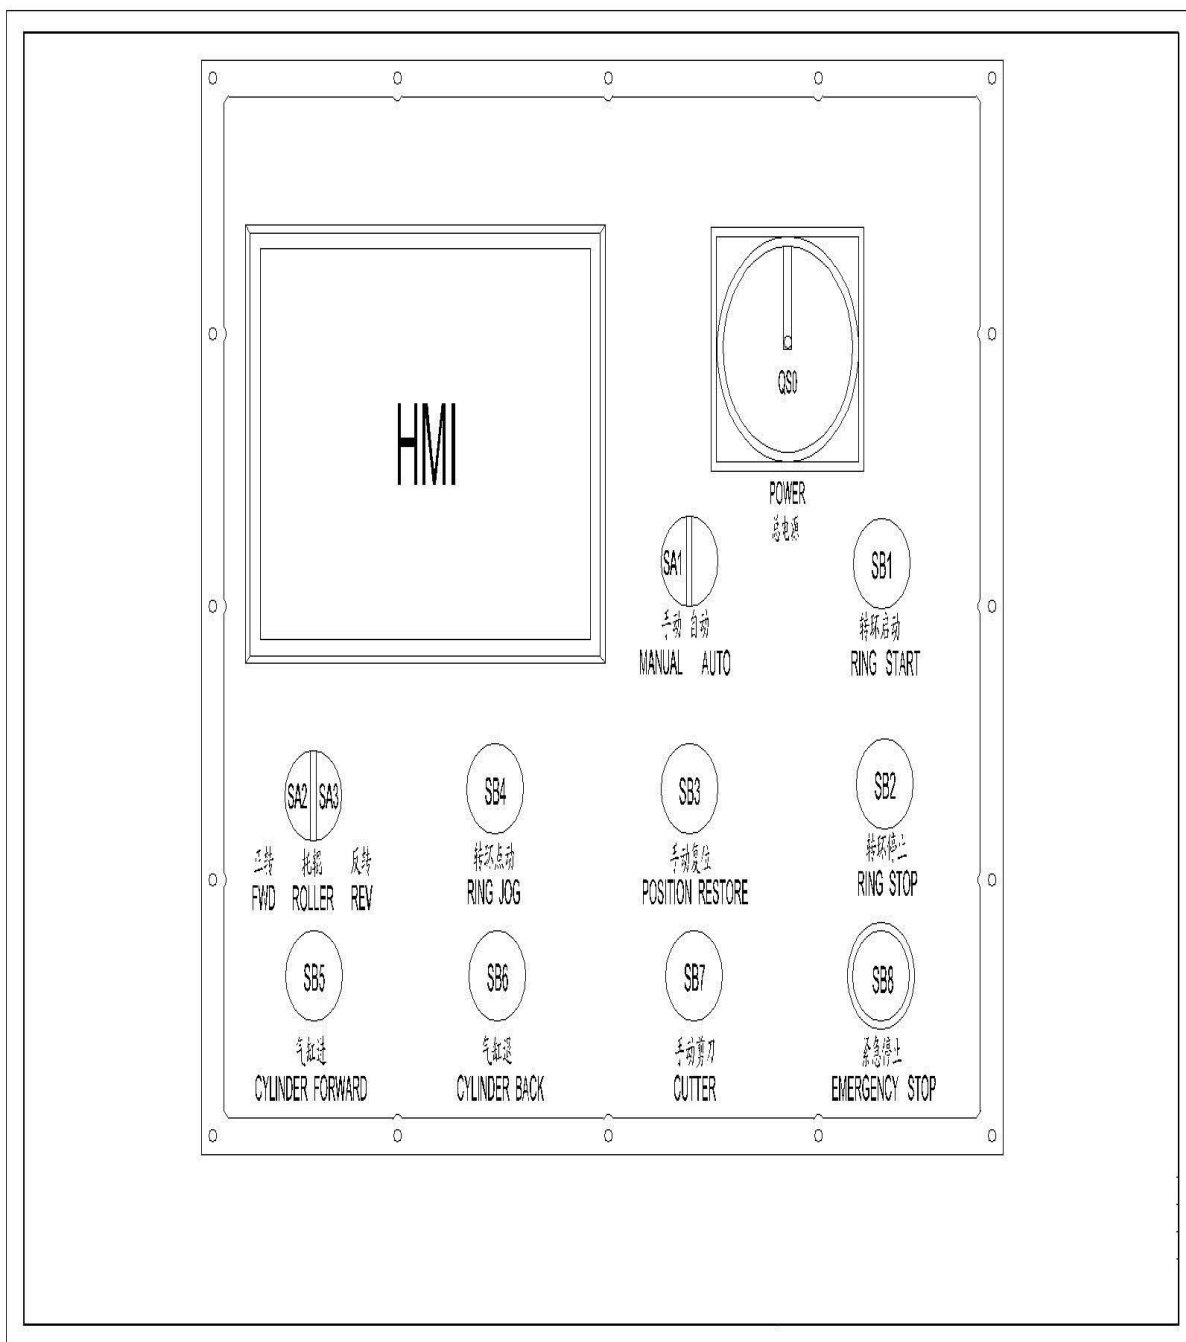 HMI
QS0
POWER
总电源
SA1
手动 自动
MANUAL AUTO
SB1
转环启动
RING START
SA2 SA3
正转 托辊 反转
FWD ROLLER REV
SB4
转环点动
RING JOG
SB3
手动复位
POSITION RESTORE
SB2
转环停止
RING STOP
SB5
气缸进
CYLINDER FORWARD
SB6
气缸退
CYLINDER BACK
SB7
手动剪刀
CUTTER
SB8
紧急停止
EMERGENCY STOP